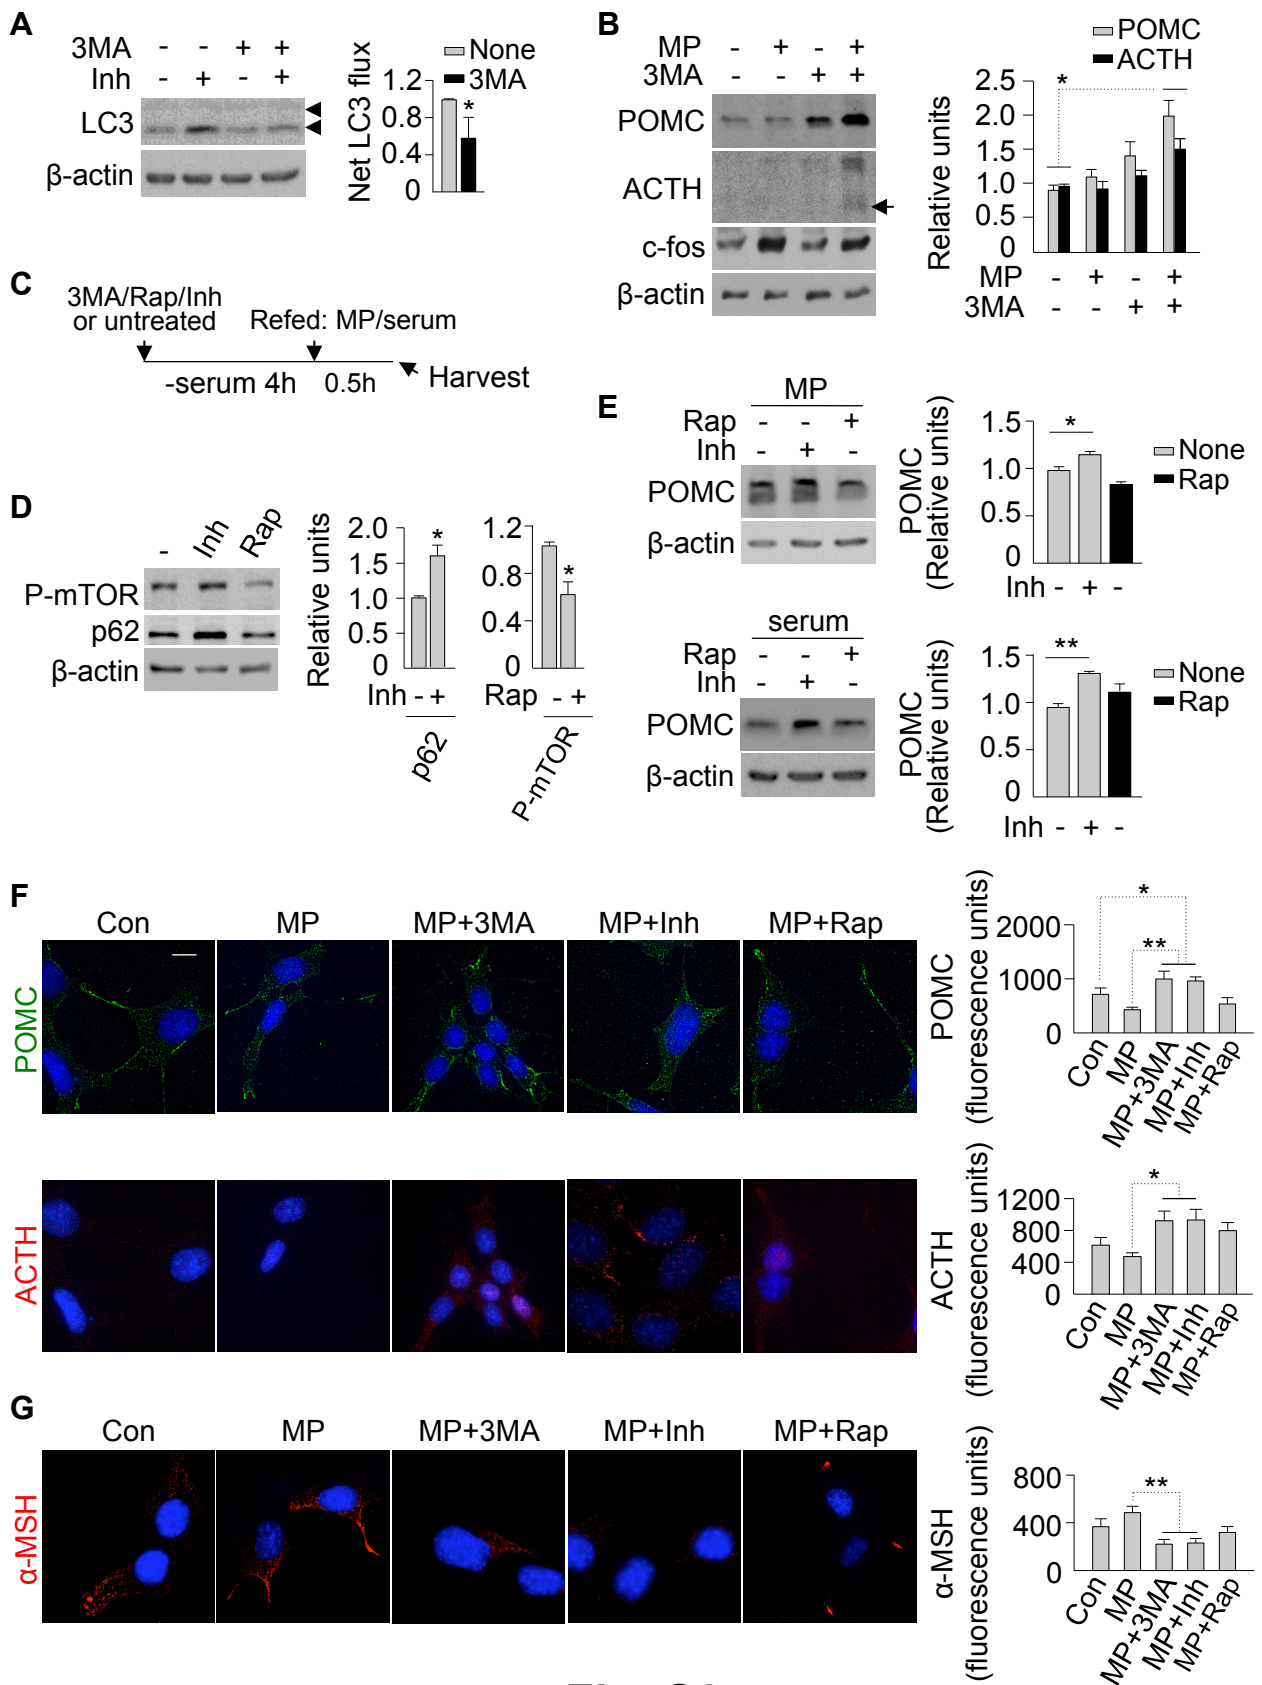 A
3MA - - + +
Inh - + - +
LC3
β-actin
Net LC3 flux
None
3MA
1.2
0.8
0.4
0
*
B
MP - + - +
3MA - - + +
POMC
ACTH
c-fos
β-actin
POMC
ACTH
Relative units
2.5
2.0
1.5
1.0
0.5
0
*
MP - + - +
3MA - - + +
C
3MA/Rap/Inh
or untreated
Refed: MP/serum
-serum 4h
0.5h
Harvest
D
- Inh Rap
P-mTOR
p62
β-actin
Relative units
2.0
1.5
1.0
0.5
0
*
Inh - +
p62
1.2
0.8
0.4
0
*
Rap - +
P-mTOR
E
MP
Rap - - +
Inh - + -
POMC
β-actin
POMC
(Relative units)
1.5
1.0
0.5
0
*
Inh - + -
None
Rap
serum
Rap - - +
Inh - + -
POMC
β-actin
POMC
(Relative units)
1.5
1.0
0.5
0
**
Inh - + -
None
Rap
F
Con MP MP+3MA MP+Inh MP+Rap
POMC
POMC
(fluorescence units)
2000
1000
0
*
**
Con MP MP+3MA MP+Inh MP+Rap
ACTH
ACTH
(fluorescence units)
1200
800
400
0
*
Con MP MP+3MA MP+Inh MP+Rap
G
Con MP MP+3MA MP+Inh MP+Rap
α-MSH
α-MSH
(fluorescence units)
800
400
0
**
Con MP MP+3MA MP+Inh MP+Rap